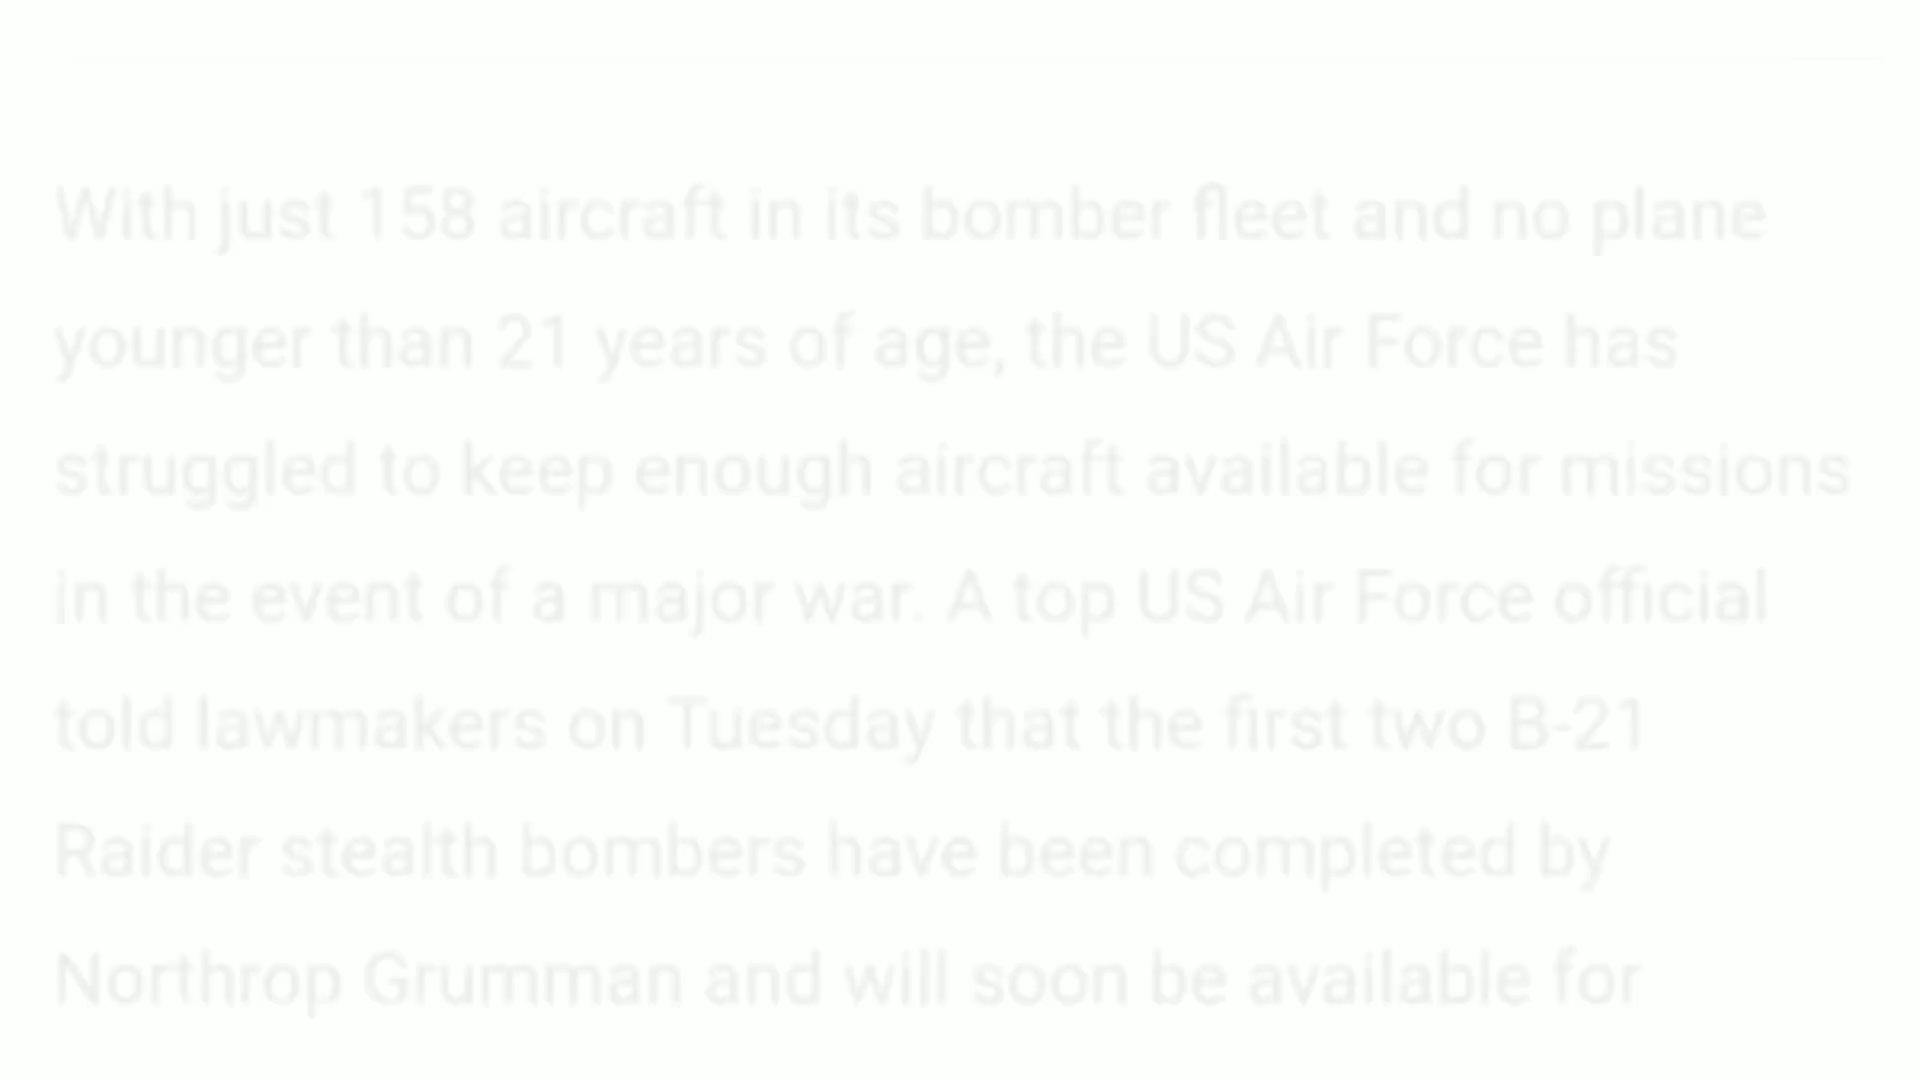 With just 158 aircraft in its bomber fleet and no plane
younger than 21 years of age, the US Air Force has
struggled to keep enough aircraft available for missions
in the event of a major war. A top US Air Force official
told lawmakers on Tuesday that the first two B-21
Raider stealth bombers have been completed by
Northrop Grumman and will soon be available for